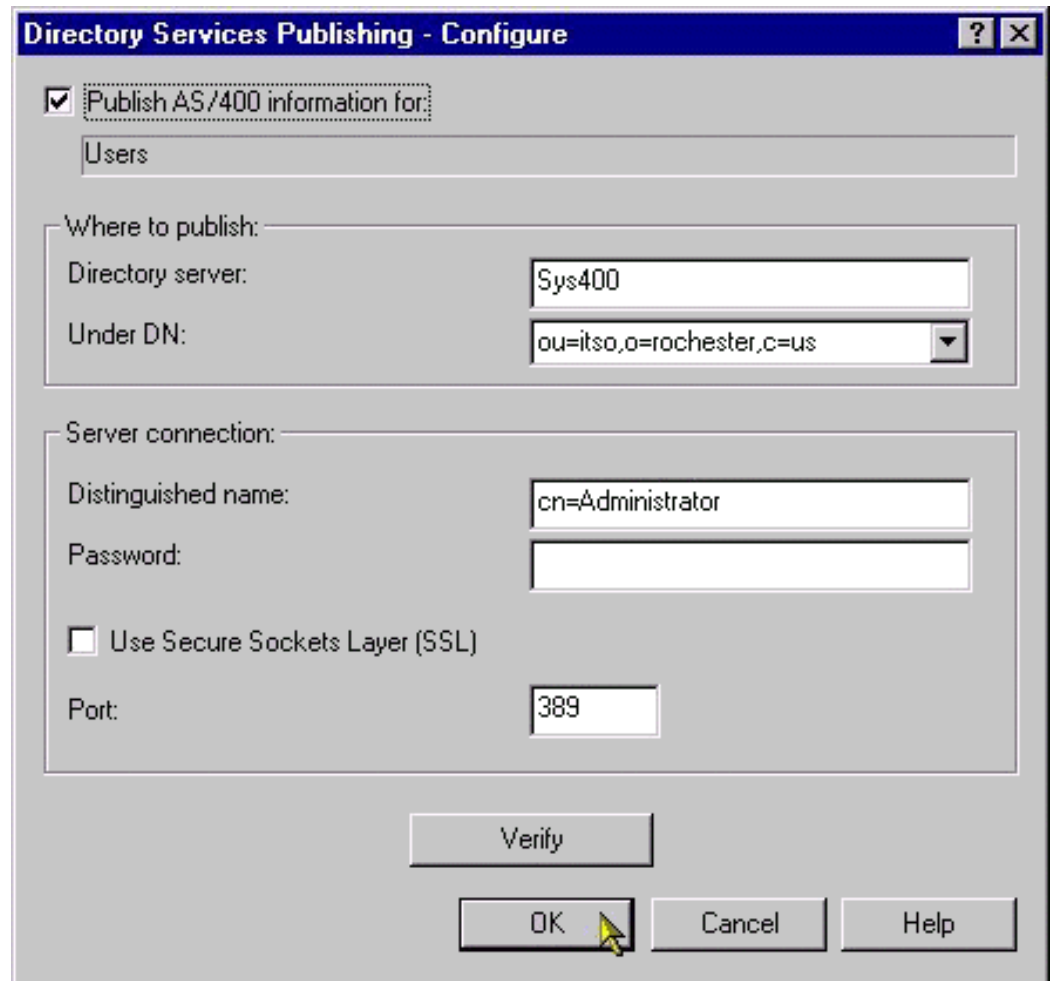 Directory Services Publishing - Configure
Publish AS/400 information for:
Users
Where to publish:
Directory server:
Sys400
Under DN:
ou=itso,o=rochester,c=us
Server connection:
Distinguished name:
cn=Administrator
Password:
Use Secure Sockets Layer (SSL)
Port:
389
Verify
OK
Cancel
Help